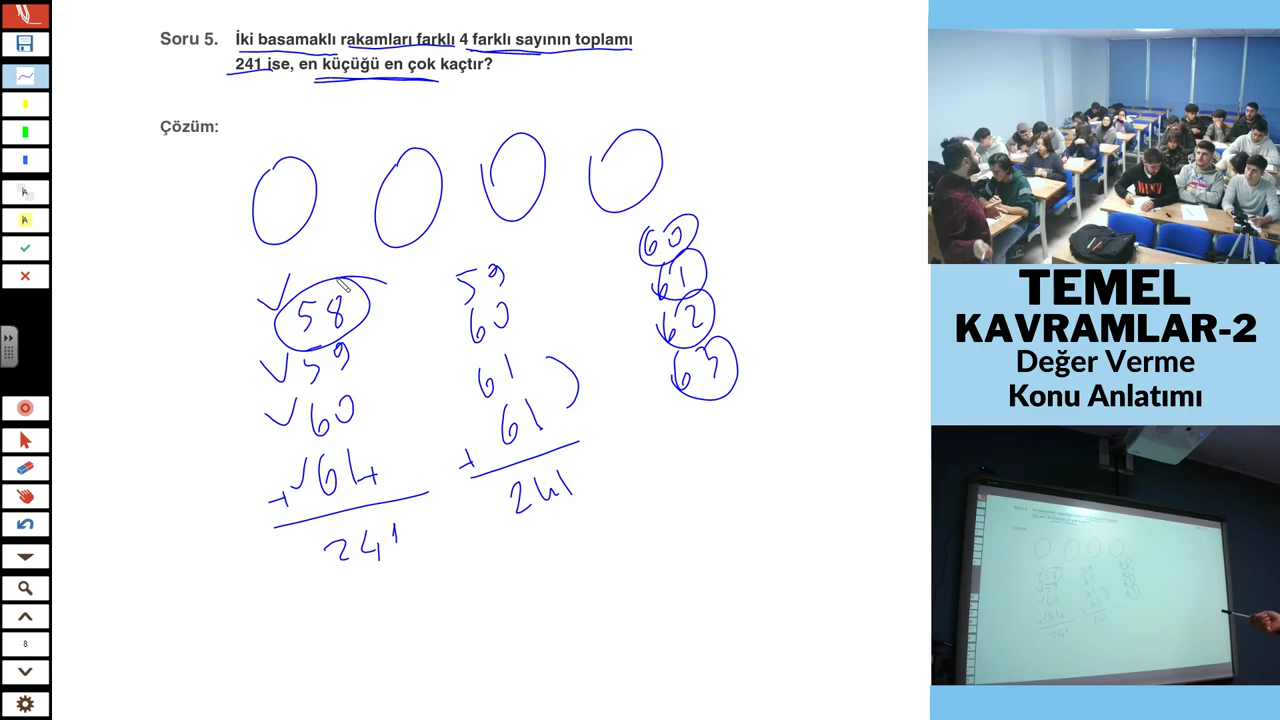 Soru 5. İki basamaklı rakamları farklı 4 farklı sayının toplamı
241 ise, en küçüğü en çok kaçtır?
Çözüm:
58
59
60
64
+
241
59
60
61
61
+
241
60
61
62
63
8
TEMEL
KAVRAMLAR-2
Değer Verme
Konu Anlatımı